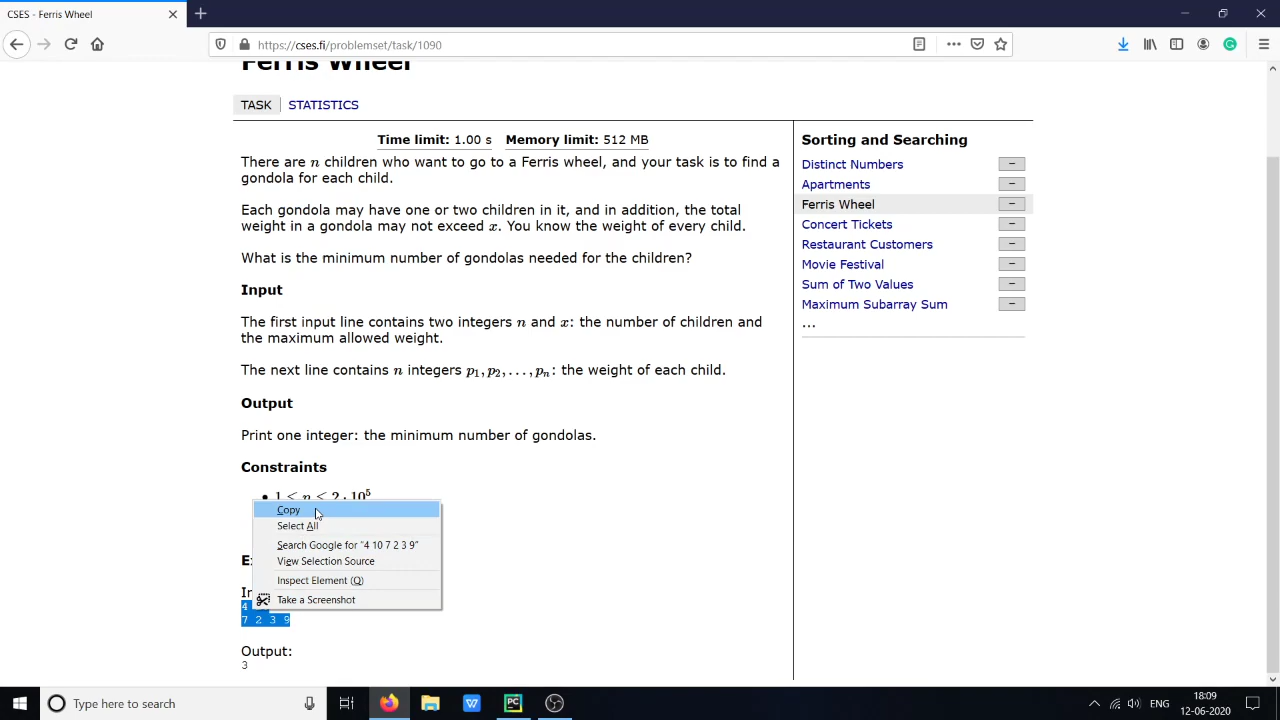 CSES - Ferris Wheel
https://cses.fi/problemset/task/1090
Ferris Wheel
TASK
STATISTICS
Time limit: 1.00 s Memory limit: 512 MB
There are n children who want to go to a Ferris wheel, and your task is to find a
gondola for each child.
Each gondola may have one or two children in it, and in addition, the total
weight in a gondola may not exceed x. You know the weight of every child.
What is the minimum number of gondolas needed for the children?
Input
The first input line contains two integers n and x: the number of children and
the maximum allowed weight.
The next line contains n integers p1, p2, ..., pn: the weight of each child.
Output
Print one integer: the minimum number of gondolas.
Constraints
• 1 ≤ n ≤ 2 · 10^5
Copy
Select All
Search Google for "4 10 7 2 3 9"
View Selection Source
Inspect Element (Q)
Take a Screenshot
4
7 2 3 9
Output:
3
Sorting and Searching
Distinct Numbers –
Apartments –
Ferris Wheel –
Concert Tickets –
Restaurant Customers –
Movie Festival –
Sum of Two Values –
Maximum Subarray Sum –
...
Type here to search
ENG
18:09
12-06-2020